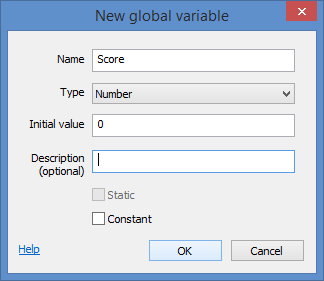 New global variable
Name Score
Type Number
Initial value 0
Description
(optional)
Static
Constant
Help OK Cancel